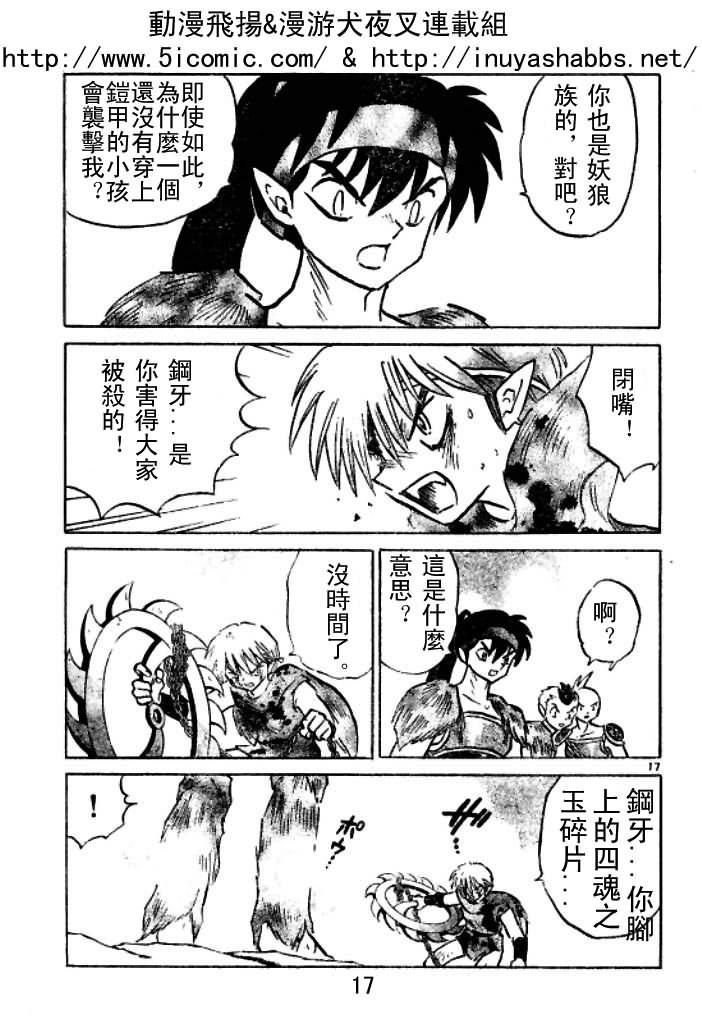 動漫飛揚&漫游犬夜叉連載組
http://www.5icomic.com/ & http://inuyashabbs.net/
你也是妖狼
族的，對吧？
即使如此，
為什麼一個
還沒有穿上
鎧甲的小孩
會襲擊我？
閉嘴！
鋼牙…是
你害得大家
被殺的！
啊？
這是什麼
意思？
沒時間了。
17
鋼牙…你腳
上的四魂之
玉碎片…
ポゥ…
！
17